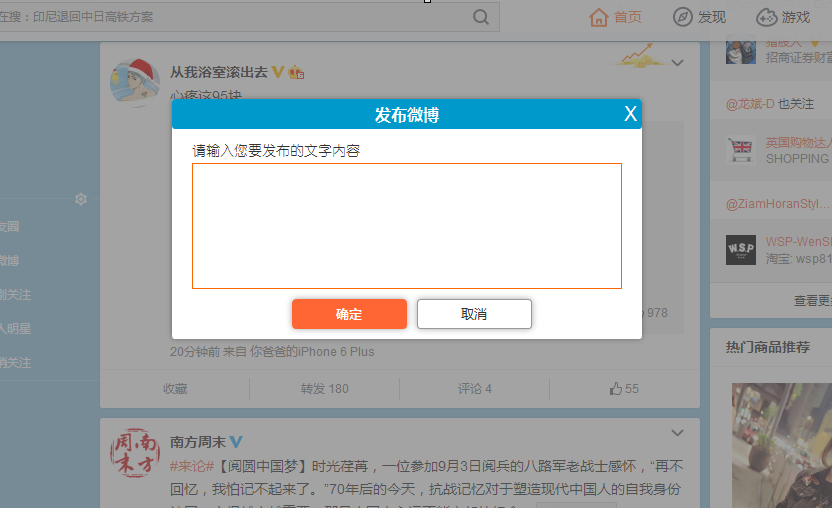 在搜：印尼退回中日高铁方案
首页
发现
游戏
从我浴室滚出去
心疼这95块
发布微博
X
请输入您要发布的文字内容
确定
取消
978
20分钟前 来自 你爸爸的iPhone 6 Plus
收藏
转发 180
评论 4
55
南方周末
#来论#【阅圆中国梦】时光荏苒，一位参加9月3日阅兵的八路军老战士感怀，“再不
回忆，我怕记不起来了。”70年后的今天，抗战记忆对于塑造现代中国人的自我身份
友圈
微博
别关注
人明星
肖关注
招商证券财富
@龙斌-D 也关注
英国购物达人
SHOPPING
@ZiamHoranStyl...
WSP
WSP-WenSh
淘宝: wsp81
查看更多
热门商品推荐